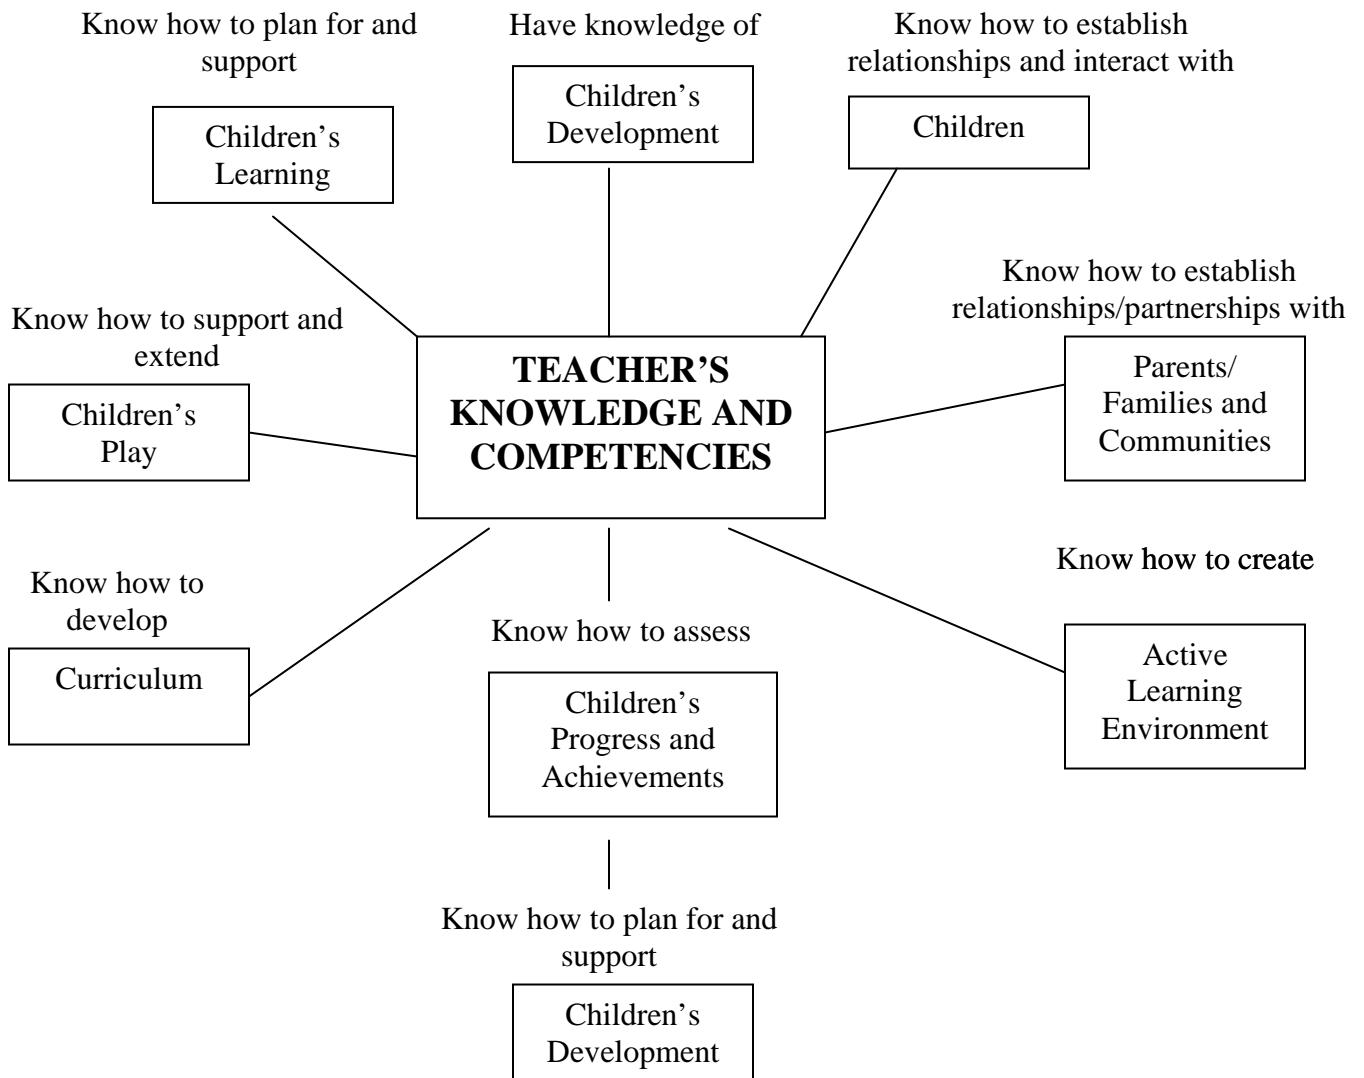 Know how to plan for and
support
Children’s
Learning
Have knowledge of
Children’s
Development
Know how to establish
relationships and interact with
Children
Know how to establish
relationships/partnerships with
Parents/
Families and
Communities
Know how to support and
extend
Children’s
Play
TEACHER’S
KNOWLEDGE AND
COMPETENCIES
Know how to create
Active
Learning
Environment
Know how to
develop
Curriculum
Know how to assess
Children’s
Progress and
Achievements
Know how to plan for and
support
Children’s
Development